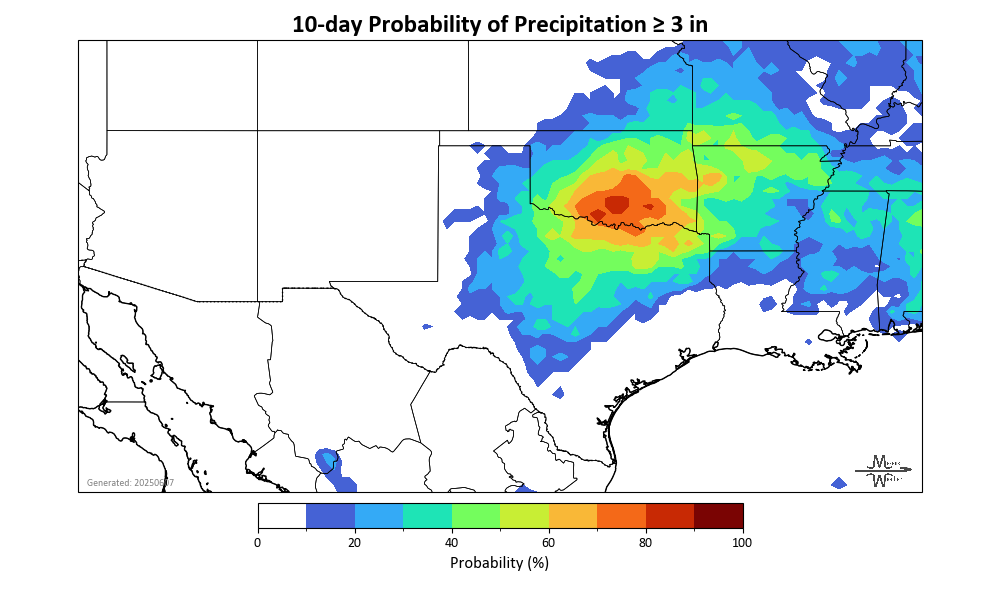 10-day Probability of Precipitation ≥ 3 in
Generated: 20250607
0 20 40 60 80 100
Probability (%)